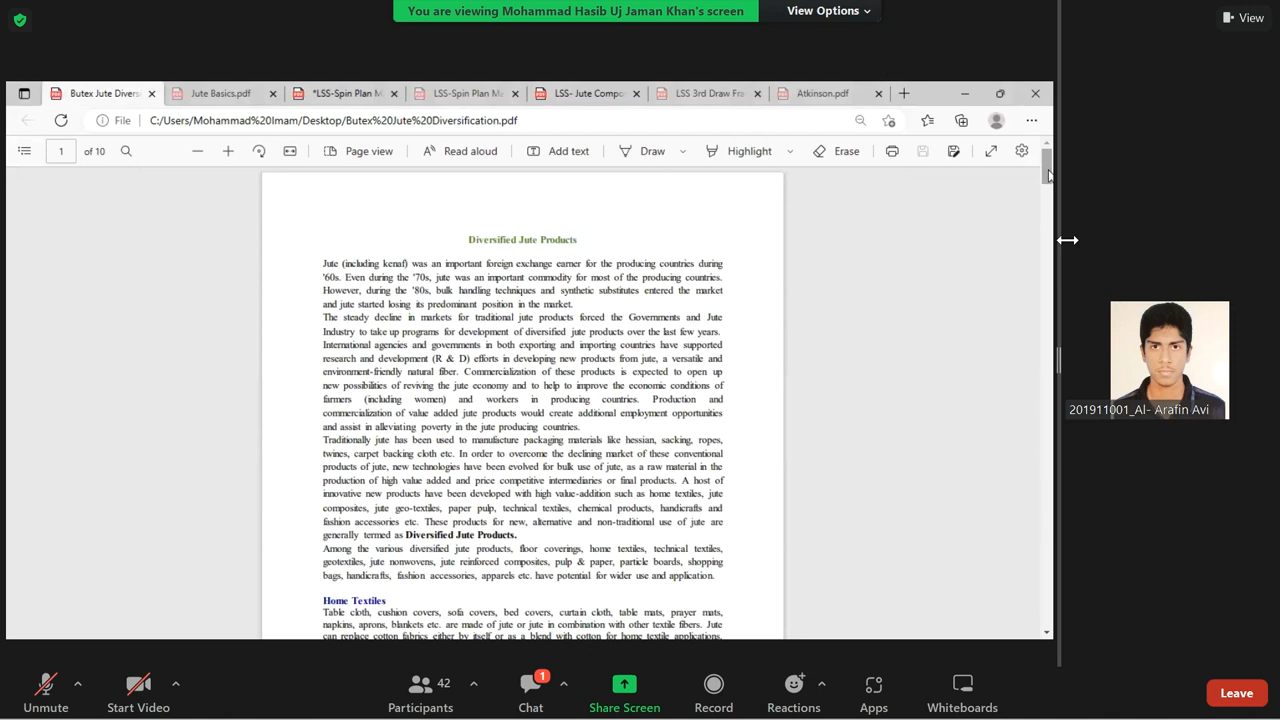 You are viewing Mohammad Hasib Uj Jaman Khan's screen
View Options
View
Butex Jute Divers
Jute Basics.pdf
*LSS-Spin Plan M
LSS-Spin Plan M
LSS- Jute Compo
LSS 3rd Draw Fra
Atkinson.pdf
File
C:/Users/Mohammad%20Imam/Desktop/Butex%20Jute%20Diversification.pdf
1 of 10
Page view
Read aloud
Add text
Draw
Highlight
Erase
Diversified Jute Products
Jute (including kenaf) was an important foreign exchange earner for the producing countries during
'60s. Even during the '70s, jute was an important commodity for most of the producing countries.
However, during the '80s, bulk handling techniques and synthetic substitutes entered the market
and jute started losing its predominant position in the market.
The steady decline in markets for traditional jute products forced the Governments and Jute
Industry to take up programs for development of diversified jute products over the last few years.
International agencies and governments in both exporting and importing countries have supported
research and development (R & D) efforts in developing new products from jute, a versatile and
environment-friendly natural fiber. Commercialization of these products is expected to open up
new possibilities of reviving the jute economy and to help to improve the economic conditions of
farmers (including women) and workers in producing countries. Production and
commercialization of value added jute products would create additional employment opportunities
and assist in alleviating poverty in the jute producing countries.
Traditionally jute has been used to manufacture packaging materials like hessian, sacking, ropes,
twines, carpet backing cloth etc. In order to overcome the declining market of these conventional
products of jute, new technologies have been evolved for bulk use of jute, as a raw material in the
production of high value added and price competitive intermediaries or final products. A host of
innovative new products have been developed with high value-addition such as home textiles, jute
composites, jute geo-textiles, paper pulp, technical textiles, chemical products, handicrafts and
fashion accessories etc. These products for new, alternative and non-traditional use of jute are
generally termed as Diversified Jute Products.
Among the various diversified jute products, floor coverings, home textiles, technical textiles,
geotextiles, jute nonwovens, jute reinforced composites, pulp & paper, particle boards, shopping
bags, handicrafts, fashion accessories, apparels etc. have potential for wider use and application.
Home Textiles
Table cloth, cushion covers, sofa covers, bed covers, curtain cloth, table mats, prayer mats,
napkins, aprons, blankets etc. are made of jute or jute in combination with other textile fibers. Jute
can replace cotton fabrics either by itself or as a blend with cotton for home textile applications.
201911001_Al- Arafin Avi
Unmute
Start Video
42
Participants
1
Chat
Share Screen
Record
Reactions
Apps
Whiteboards
Leave